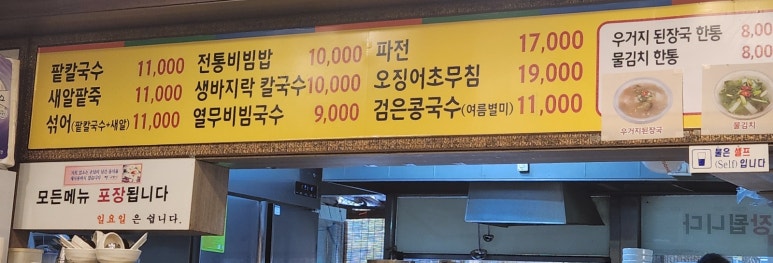 팥칼국수 11,000
새알팥죽 11,000
섞어(팥칼국수+새알) 11,000
전통비빔밥 10,000
생바지락 칼국수 10,000
열무비빔국수 9,000
파전 17,000
오징어초무침 19,000
검은콩국수(여름별미) 11,000
우거지 된장국 한통 8,00
물김치 한통 8,00
우거지된장국
물김치
물은 셀프
(Self)입니다
모든메뉴 포장됩니다
일요일은 쉽니다.
장됩니다